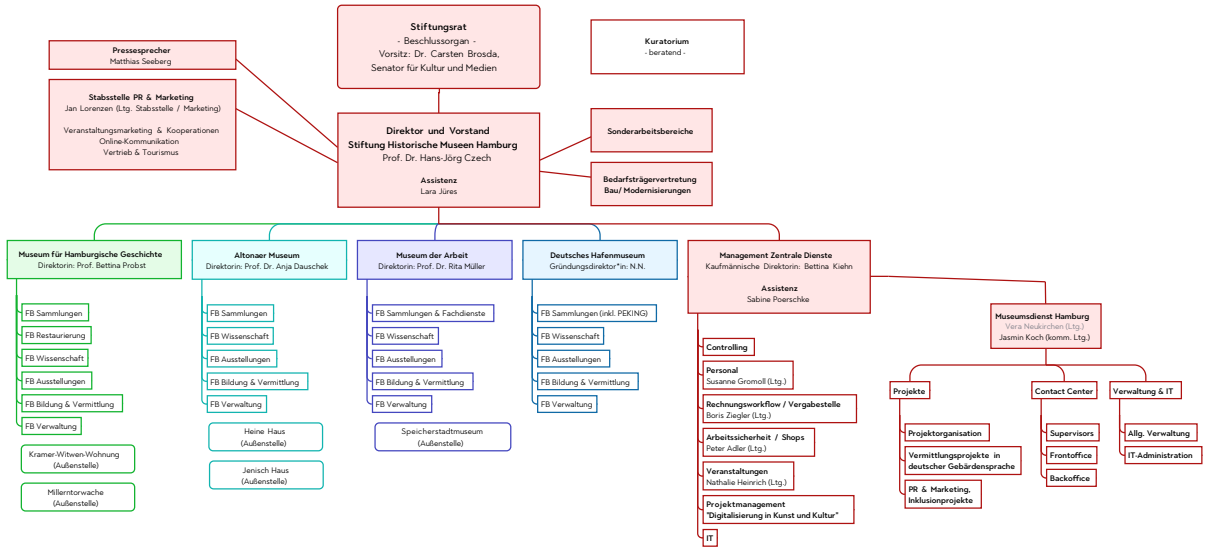 Stiftungsrat
- Beschlussorgan -
Vorsitz: Dr. Carsten Brosda,
Senator für Kultur und Medien
Kuratorium
- beratend -
Pressesprecher
Matthias Seeberg
Stabsstelle PR & Marketing
Jan Lorenzen (Ltg. Stabsstelle / Marketing)
Veranstaltungsmarketing & Kooperationen
Online-Kommunikation
Vertrieb & Tourismus
Direktor und Vorstand
Stiftung Historische Museen Hamburg
Prof. Dr. Hans-Jörg Czech
Assistenz
Lara Jüres
Sonderarbeitsbereiche
Bedarfsträgervertretung
Bau/ Modernisierungen
Museum für Hamburgische Geschichte
Direktorin: Prof. Bettina Probst
FB Sammlungen
FB Restaurierung
FB Wissenschaft
FB Ausstellungen
FB Bildung & Vermittlung
FB Verwaltung
Kramer-Witwen-Wohnung
(Außenstelle)
Millerntorwache
(Außenstelle)
Altonaer Museum
Direktorin: Prof. Dr. Anja Dauschek
FB Sammlungen
FB Wissenschaft
FB Ausstellungen
FB Bildung & Vermittlung
FB Verwaltung
Heine Haus
(Außenstelle)
Jenisch Haus
(Außenstelle)
Museum der Arbeit
Direktorin: Prof. Dr. Rita Müller
FB Sammlungen & Fachdienste
FB Wissenschaft
FB Ausstellungen
FB Bildung & Vermittlung
FB Verwaltung
Speicherstadtmuseum
(Außenstelle)
Deutsches Hafenmuseum
Gründungsdirektor*in: N.N.
FB Sammlungen (inkl. PEKING)
FB Wissenschaft
FB Ausstellungen
FB Bildung & Vermittlung
FB Verwaltung
Management Zentrale Dienste
Kaufmännische Direktorin: Bettina Kiehn
Assistenz
Sabine Poerschke
Controlling
Personal
Susanne Gromoll (Ltg.)
Rechnungsworkflow / Vergabestelle
Boris Ziegler (Ltg.)
Arbeitssicherheit / Shops
Peter Adler (Ltg.)
Veranstaltungen
Nathalie Heinrich (Ltg.)
Projektmanagement
"Digitalisierung in Kunst und Kultur"
IT
Museumsdienst Hamburg
Vera Neukirchen (Ltg.)
Jasmin Koch (komm. Ltg.)
Projekte
Projektorganisation
Vermittlungsprojekte in
deutscher Gebärdensprache
PR & Marketing,
Inklusionprojekte
Contact Center
Supervisors
Frontoffice
Backoffice
Verwaltung & IT
Allg. Verwaltung
IT-Administration